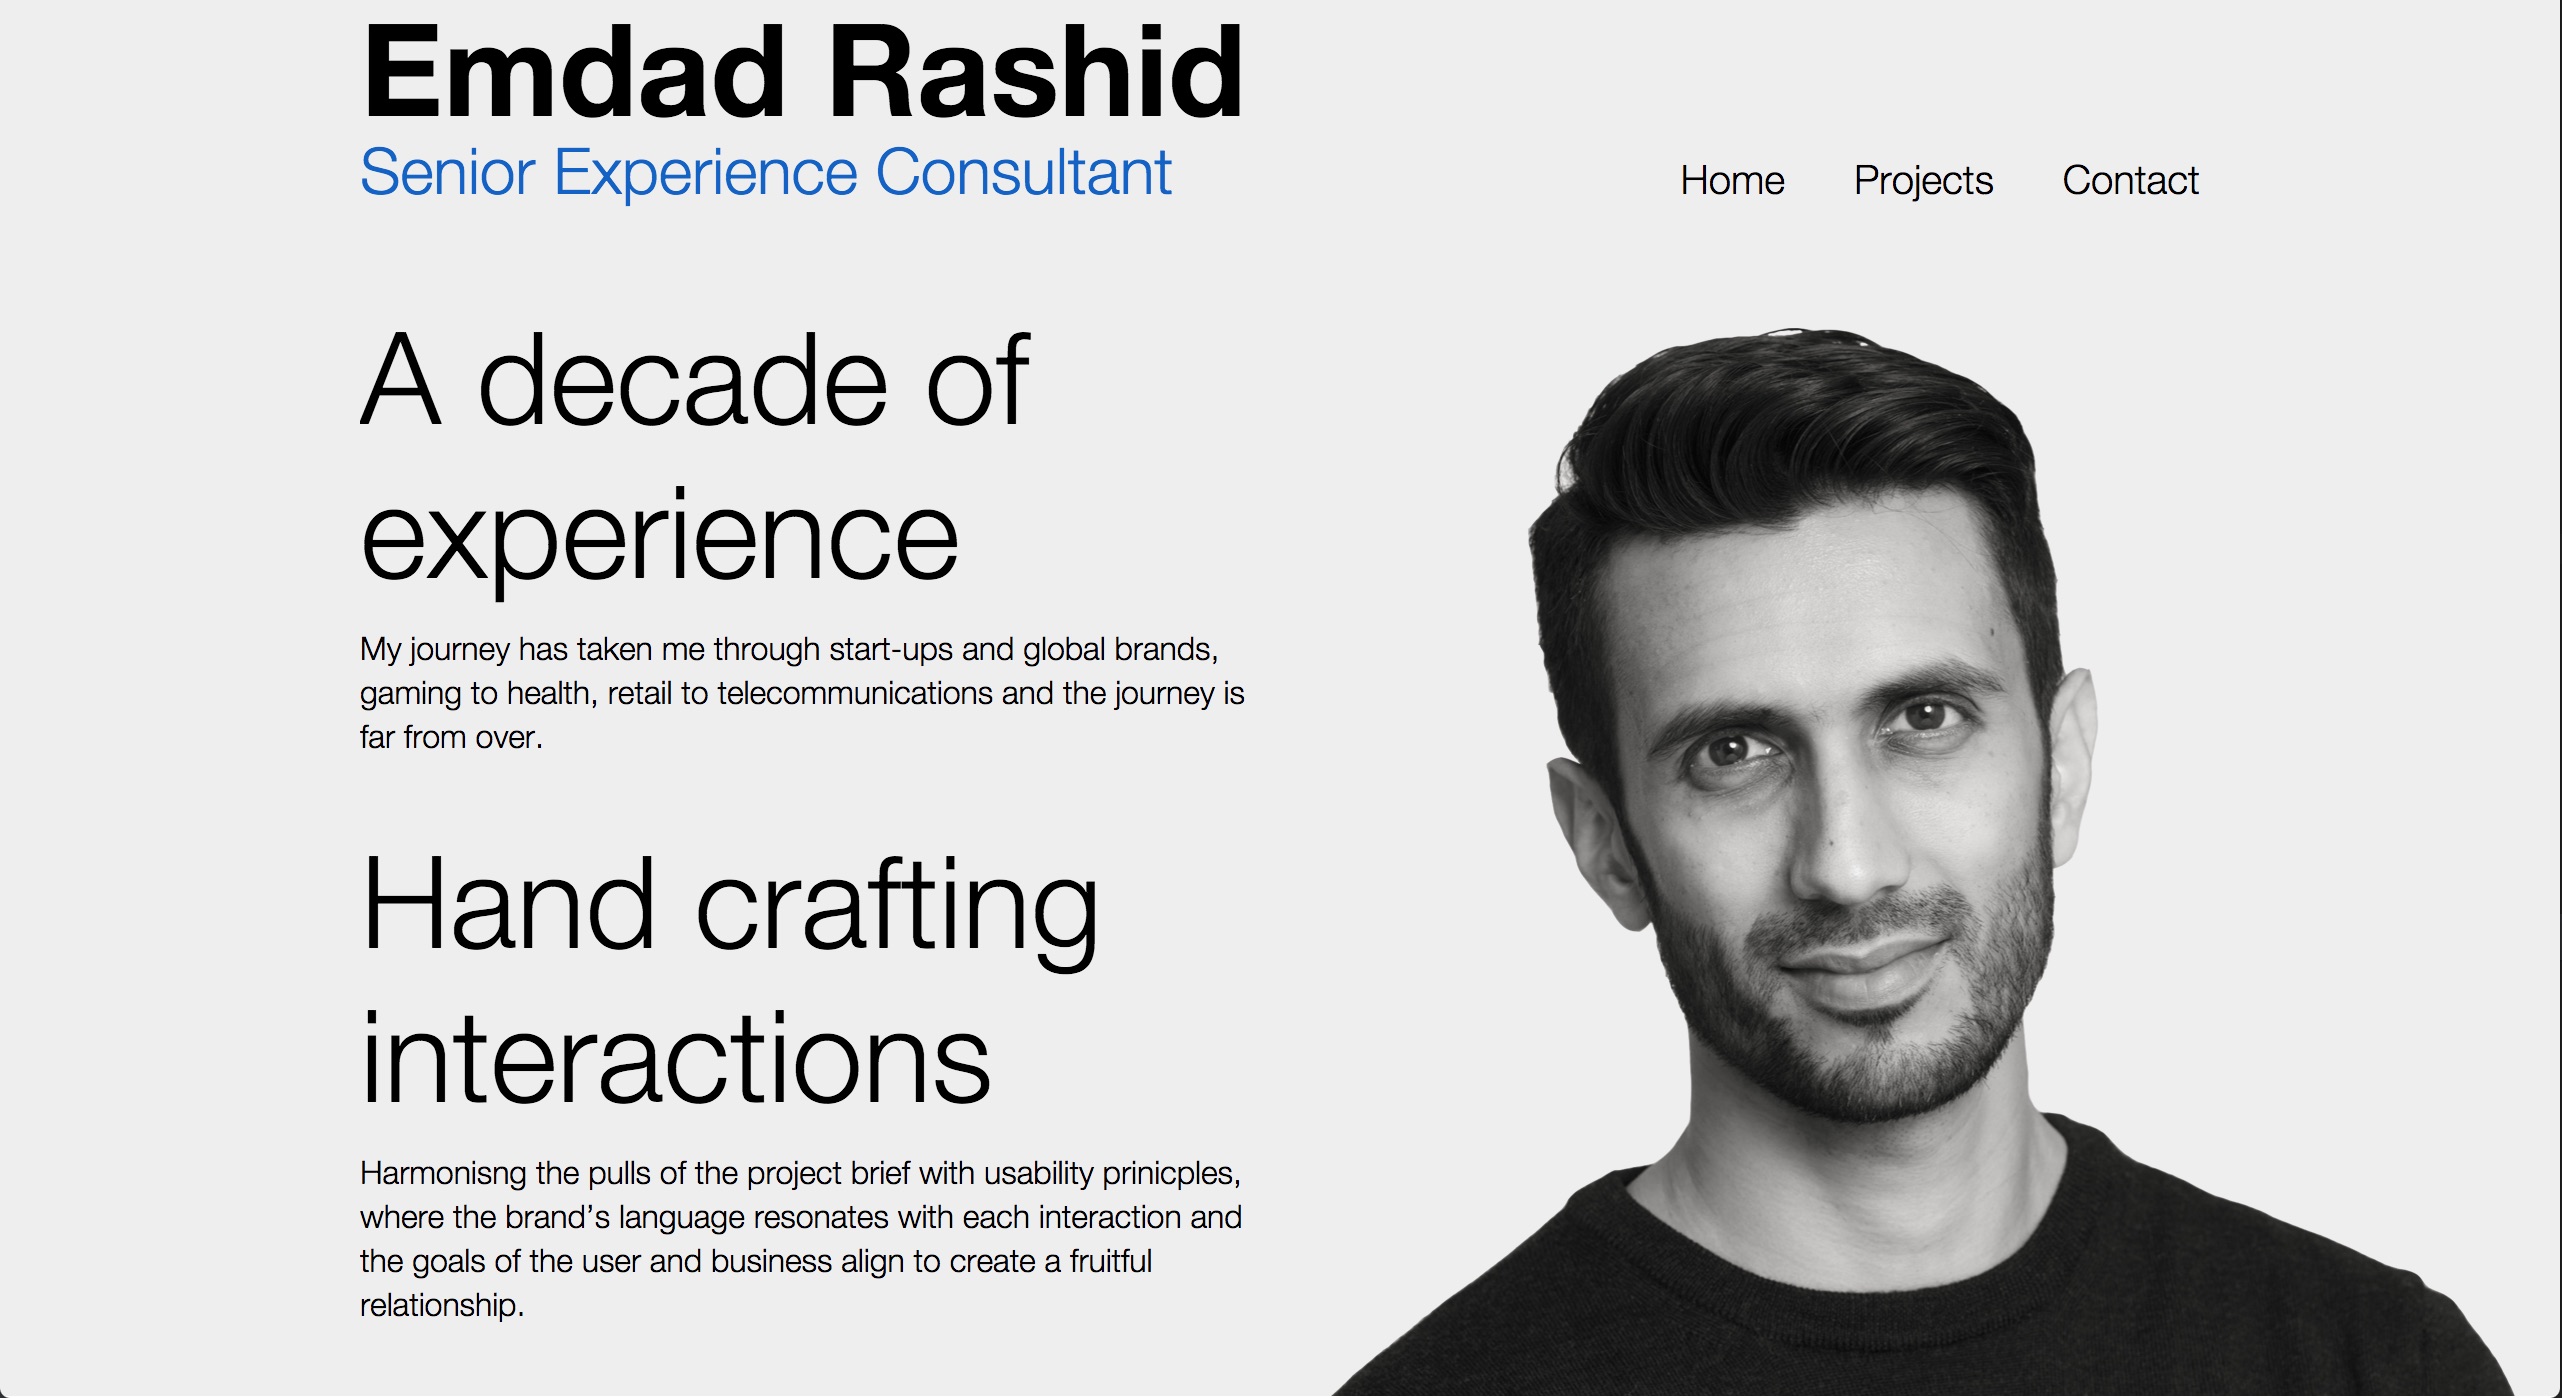 Emdad Rashid
Senior Experience Consultant
Home Projects Contact
A decade of
experience
My journey has taken me through start-ups and global brands,
gaming to health, retail to telecommunications and the journey is
far from over.
Hand crafting
interactions
Harmonisng the pulls of the project brief with usability prinicples,
where the brand’s language resonates with each interaction and
the goals of the user and business align to create a fruitful
relationship.